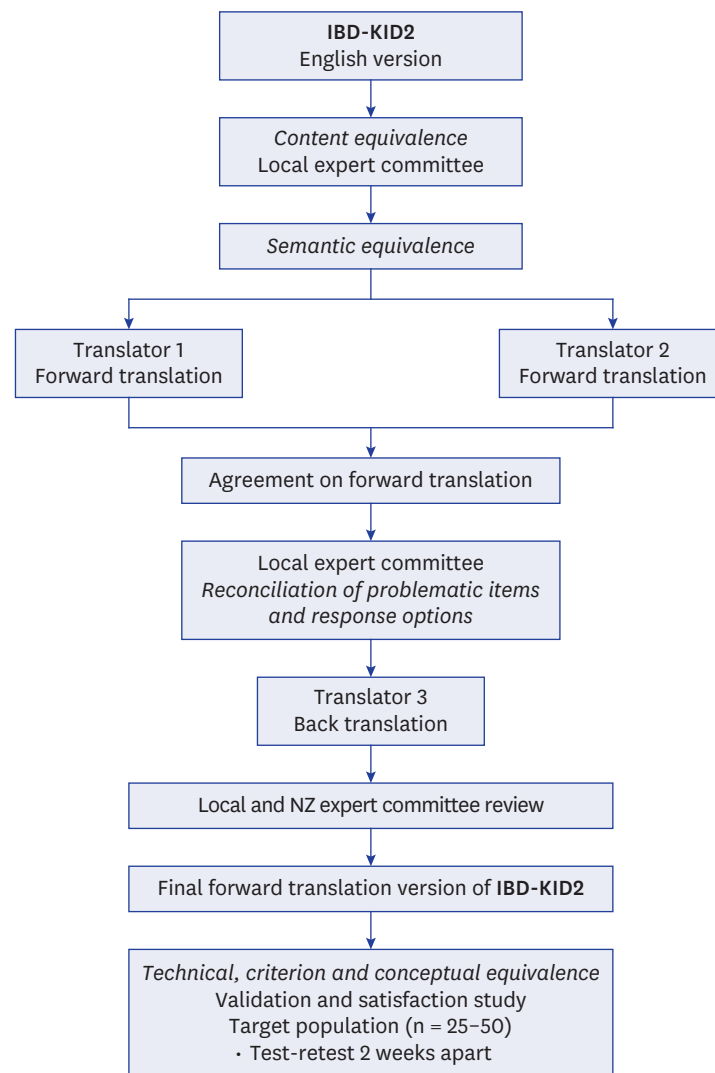 IBD-KID2
English version
Content equivalence
Local expert committee
Semantic equivalence
Translator 1
Forward translation
Translator 2
Forward translation
Agreement on forward translation
Local expert committee
Reconciliation of problematic items
and response options
Translator 3
Back translation
Local and NZ expert committee review
Final forward translation version of IBD-KID2
Technical, criterion and conceptual equivalence
Validation and satisfaction study
Target population (n = 25–50)
· Test-retest 2 weeks apart